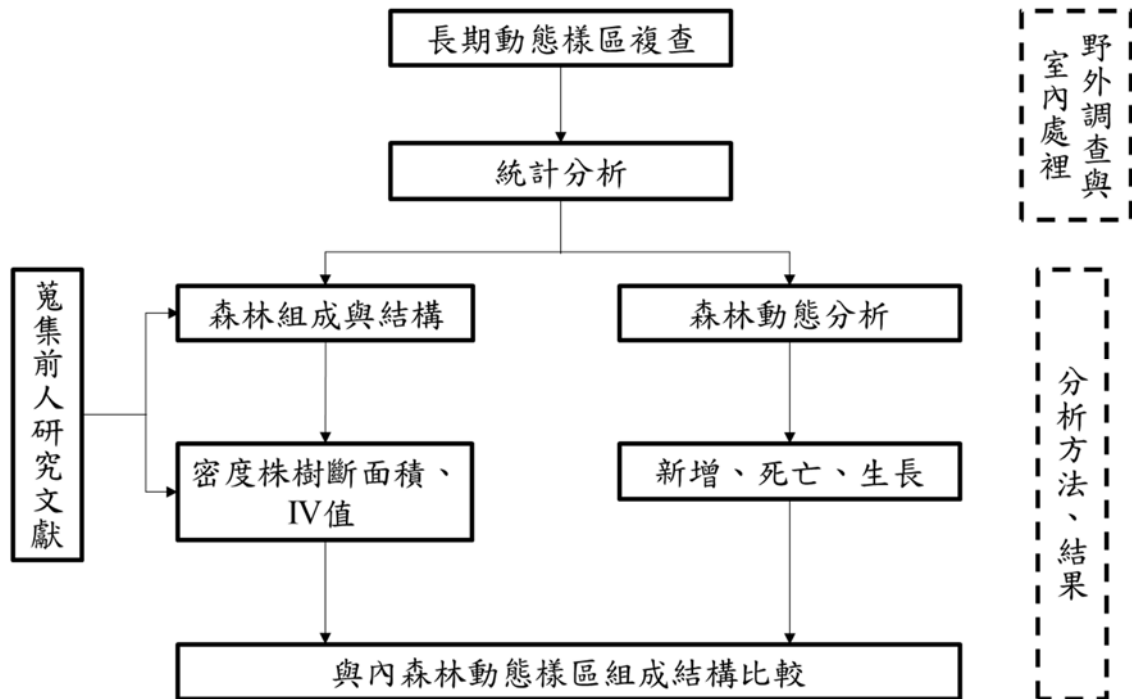 長期動態樣區複查
野外調查與
室內處裡
統計分析
蒐集前人研究文獻
森林組成與結構
森林動態分析
分析方法、結果
密度株樹斷面積、
IV值
新增、死亡、生長
與內森林動態樣區組成結構比較